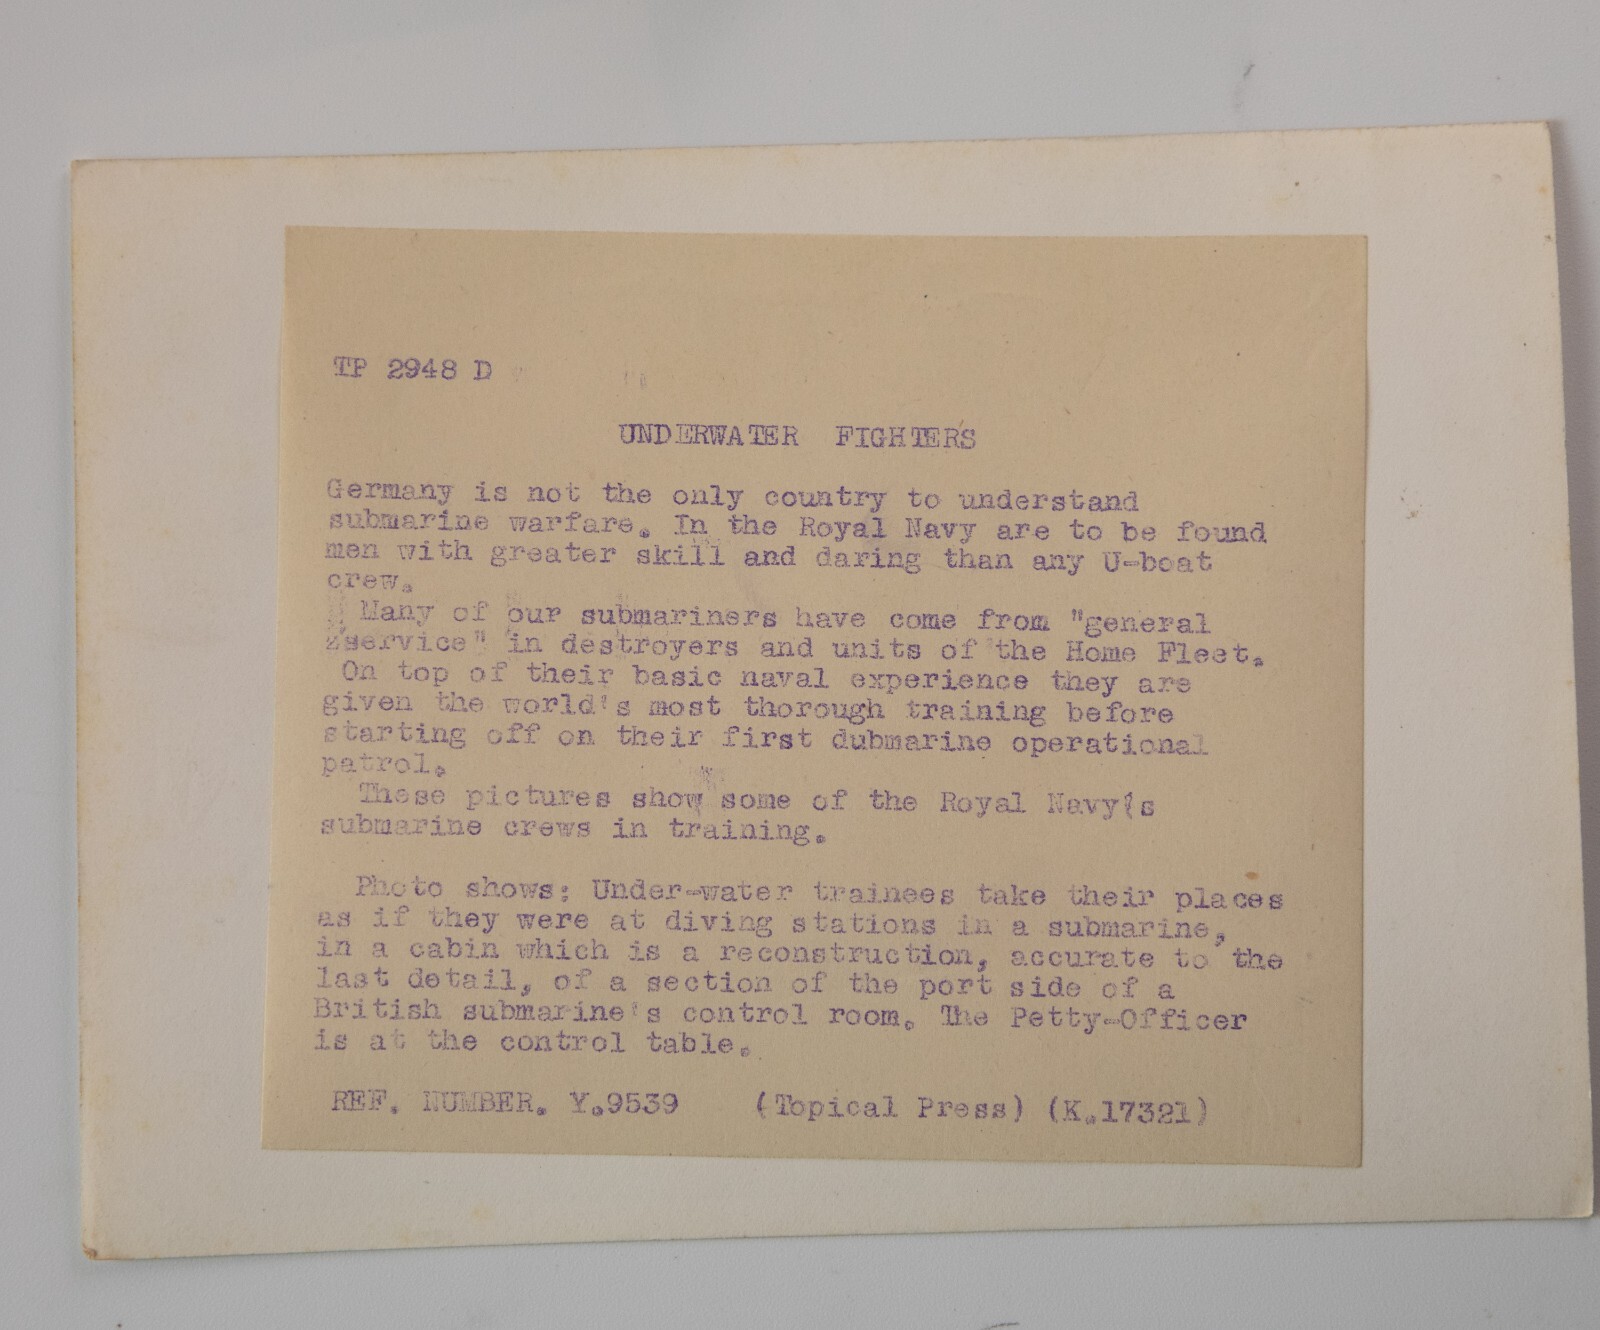 TP 2948 D
UNDERWATER FIGHTERS
Germany is not the only country to understand
submarine warfare. In the Royal Navy are to be found
men with greater skill and daring than any U-boat
crew.
Many of our submariners have come from "general
service" in destroyers and units of the Home Fleet.
On top of their basic naval experience they are
given the world's most thorough training before
starting off on their first dubmarine operational
patrol.
These pictures show some of the Royal Navy's
submarine crews in training.
Photo shows: Under-water trainees take their places
as if they were at diving stations in a submarine,
in a cabin which is a reconstruction, accurate to the
last detail, of a section of the port side of a
British submarine's control room. The Petty-Officer
is at the control table.
REF. NUMBER. Y.9539 (Topical Press) (K.17321)